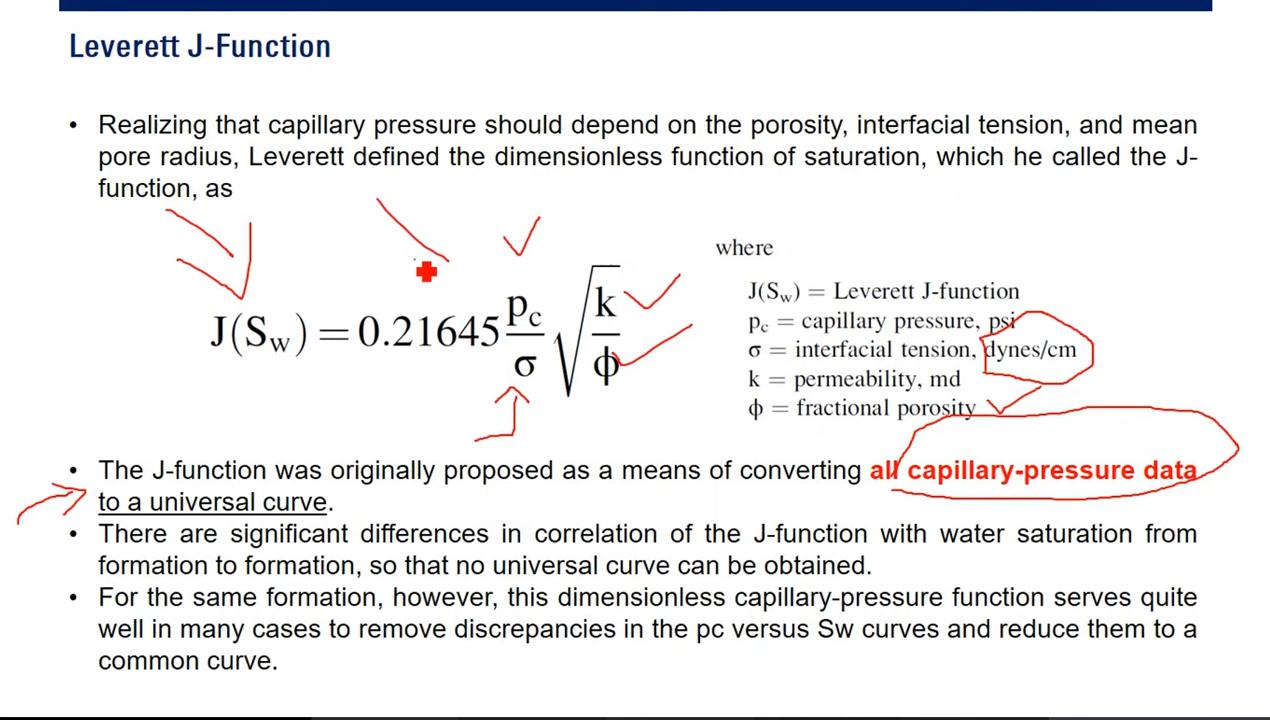 Leverett J-Function
• Realizing that capillary pressure should depend on the porosity, interfacial tension, and mean
pore radius, Leverett defined the dimensionless function of saturation, which he called the J-
function, as
J(Sw) = 0.21645 pc/σ √(k/ϕ)
where
J(Sw) = Leverett J-function
pc = capillary pressure, psi
σ = interfacial tension, dynes/cm
k = permeability, md
ϕ = fractional porosity
• The J-function was originally proposed as a means of converting all capillary-pressure data
to a universal curve.
• There are significant differences in correlation of the J-function with water saturation from
formation to formation, so that no universal curve can be obtained.
• For the same formation, however, this dimensionless capillary-pressure function serves quite
well in many cases to remove discrepancies in the pc versus Sw curves and reduce them to a
common curve.